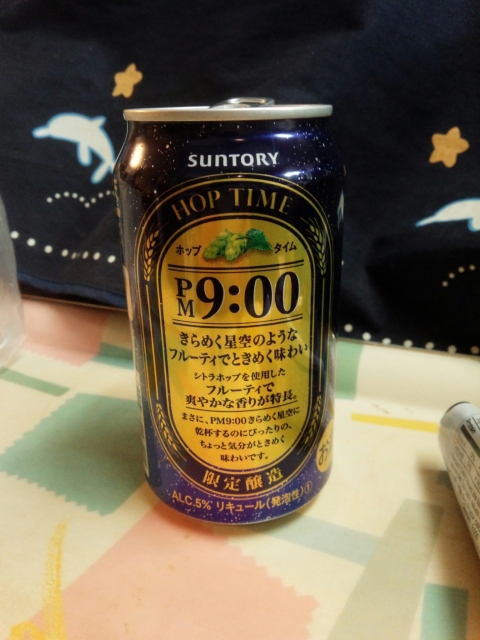 SUNTORY
HOP TIME
ホップ タイム
PM 9:00
きらめく星空のような
フルーティでときめく味わい
シトラホップを使用した
フルーティで
爽やかな香りが特長。
まさに、PM9:00きらめく星空に
乾杯するのにぴったりの、
ちょっと気分がときめく
味わいです。
限定醸造
ALC.5% リキュール(発泡性)①